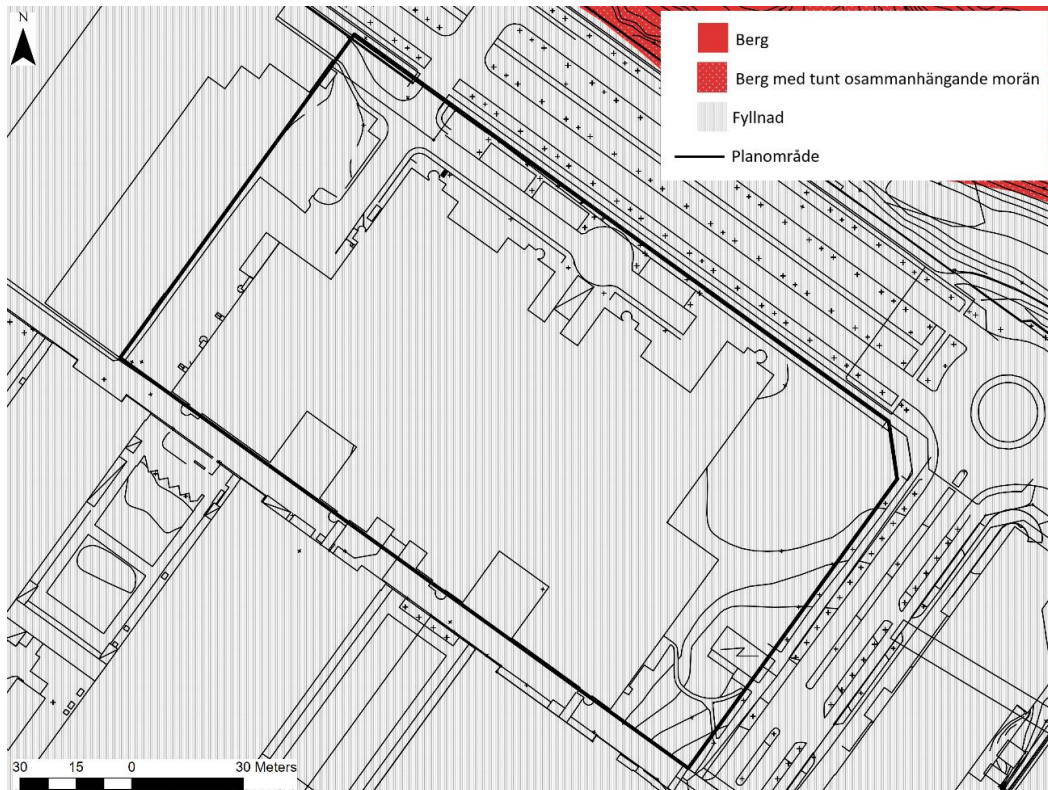 N
Berg
Berg med tunt osammanhängande morän
Fyllnad
Planområde
30 15 0 30 Meters